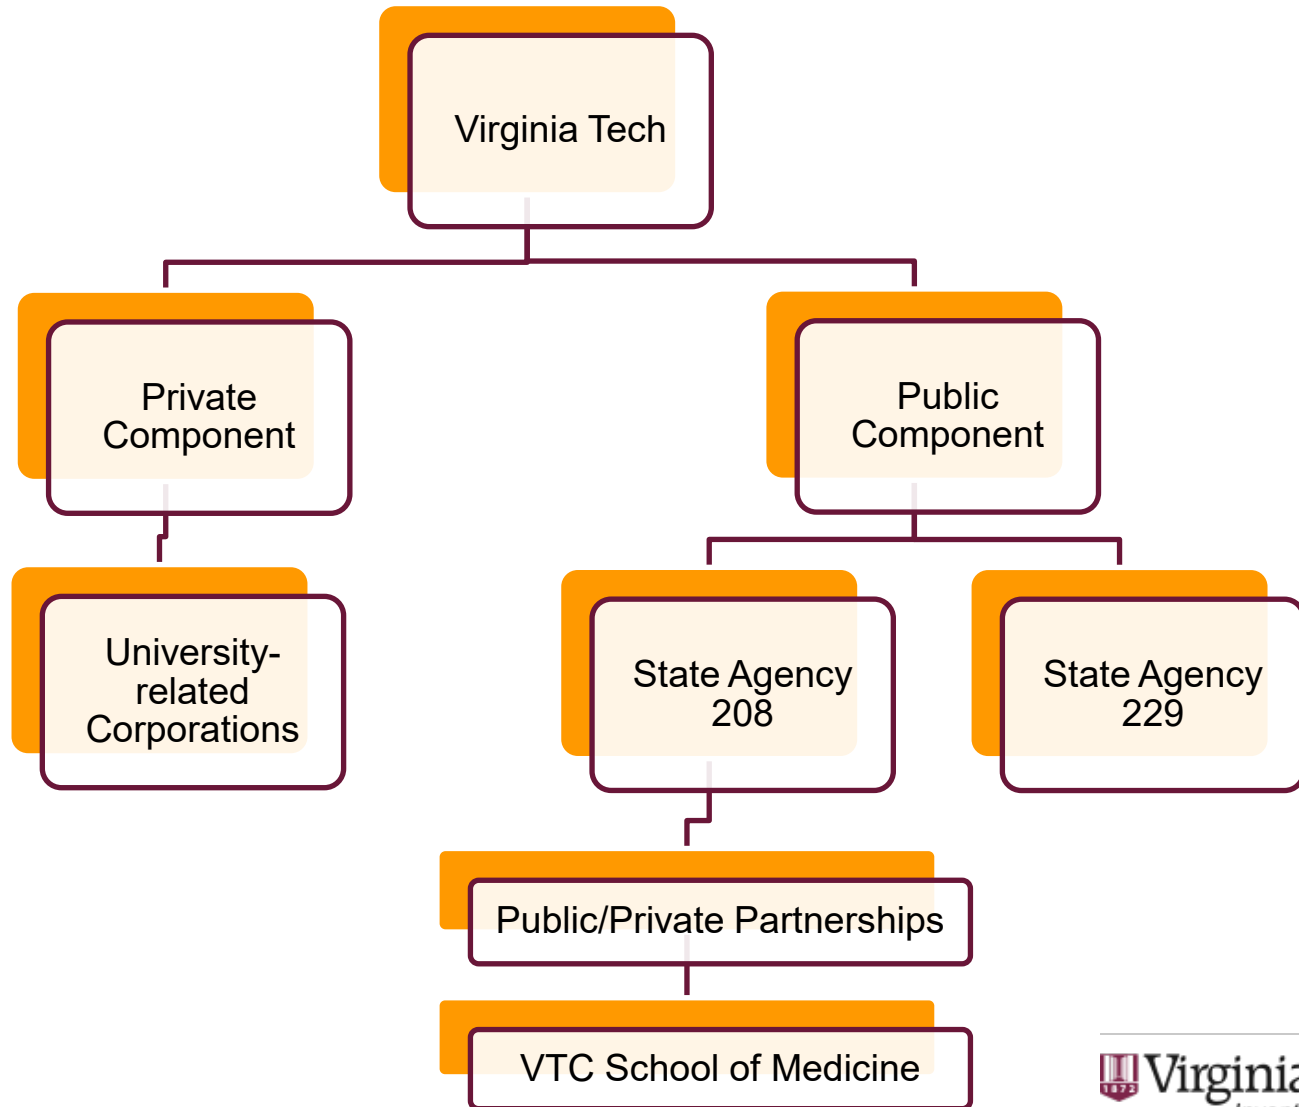 Virginia Tech
Private
Component
Public
Component
University-
related
Corporations
State Agency
208
State Agency
229
Public/Private Partnerships
VTC School of Medicine
Virginia
1872